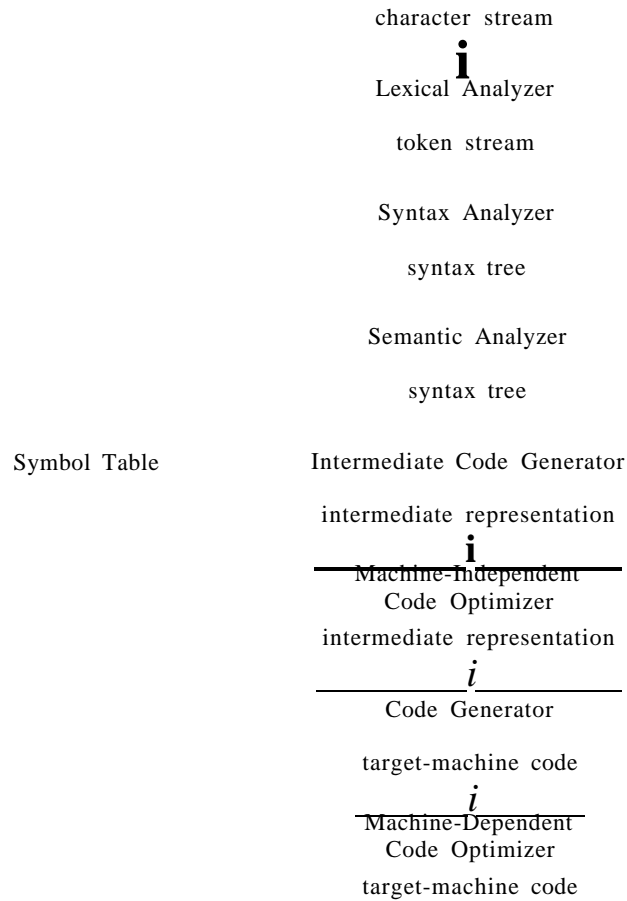 character stream
i
Lexical Analyzer
token stream
Syntax Analyzer
syntax tree
Semantic Analyzer
syntax tree
Symbol Table
Intermediate Code Generator
intermediate representation
i
Machine-Independent
Code Optimizer
intermediate representation
i
Code Generator
target-machine code
i
Machine-Dependent
Code Optimizer
target-machine code